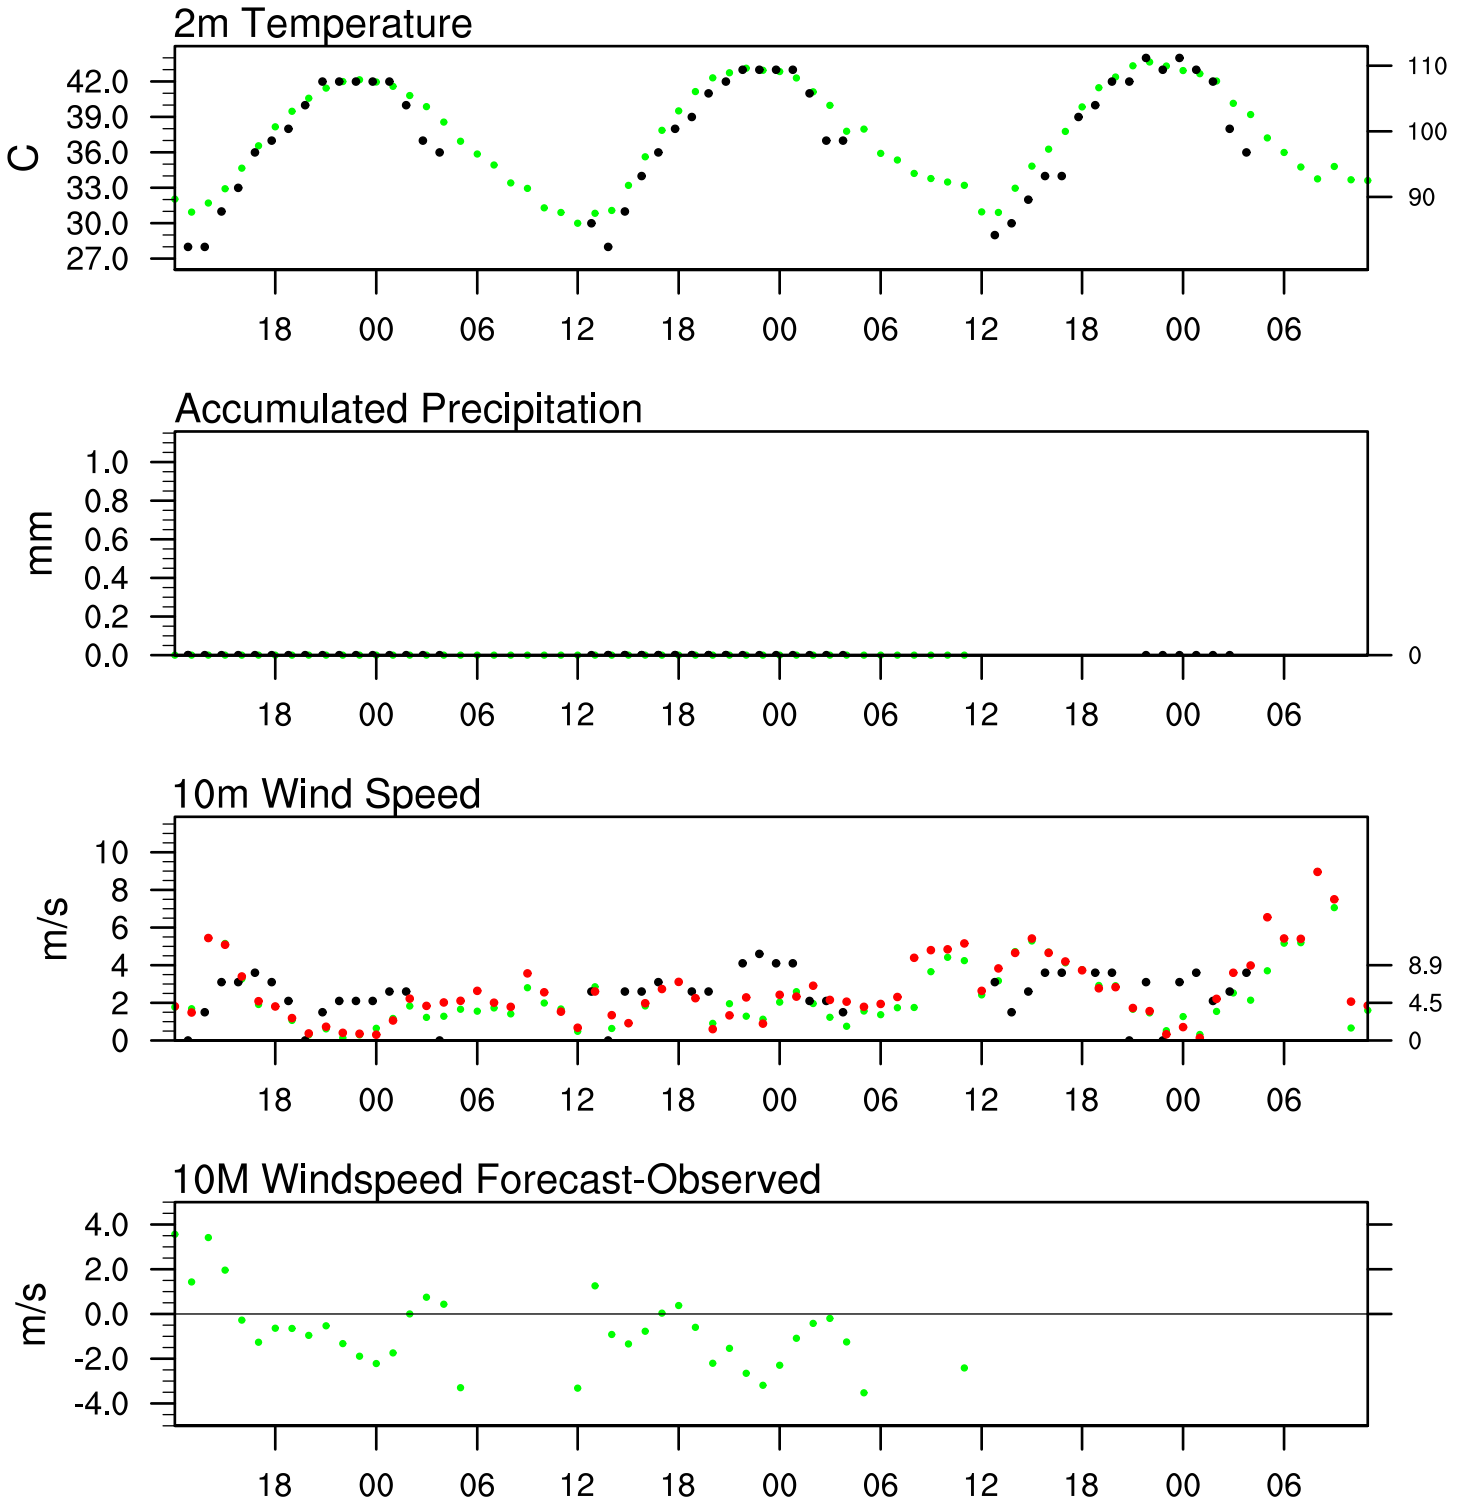 2m Temperature
C
42.0
39.0
36.0
33.0
30.0
27.0
110
100
90
18 00 06 12 18 00 06 12 18 00 06
Accumulated Precipitation
mm
1.0
0.8
0.6
0.4
0.2
0.0
0
18 00 06 12 18 00 06 12 18 00 06
10m Wind Speed
m/s
10
8
6
4
2
0
8.9
4.5
0
18 00 06 12 18 00 06 12 18 00 06
10M Windspeed Forecast-Observed
m/s
4.0
2.0
0.0
-2.0
-4.0
18 00 06 12 18 00 06 12 18 00 06